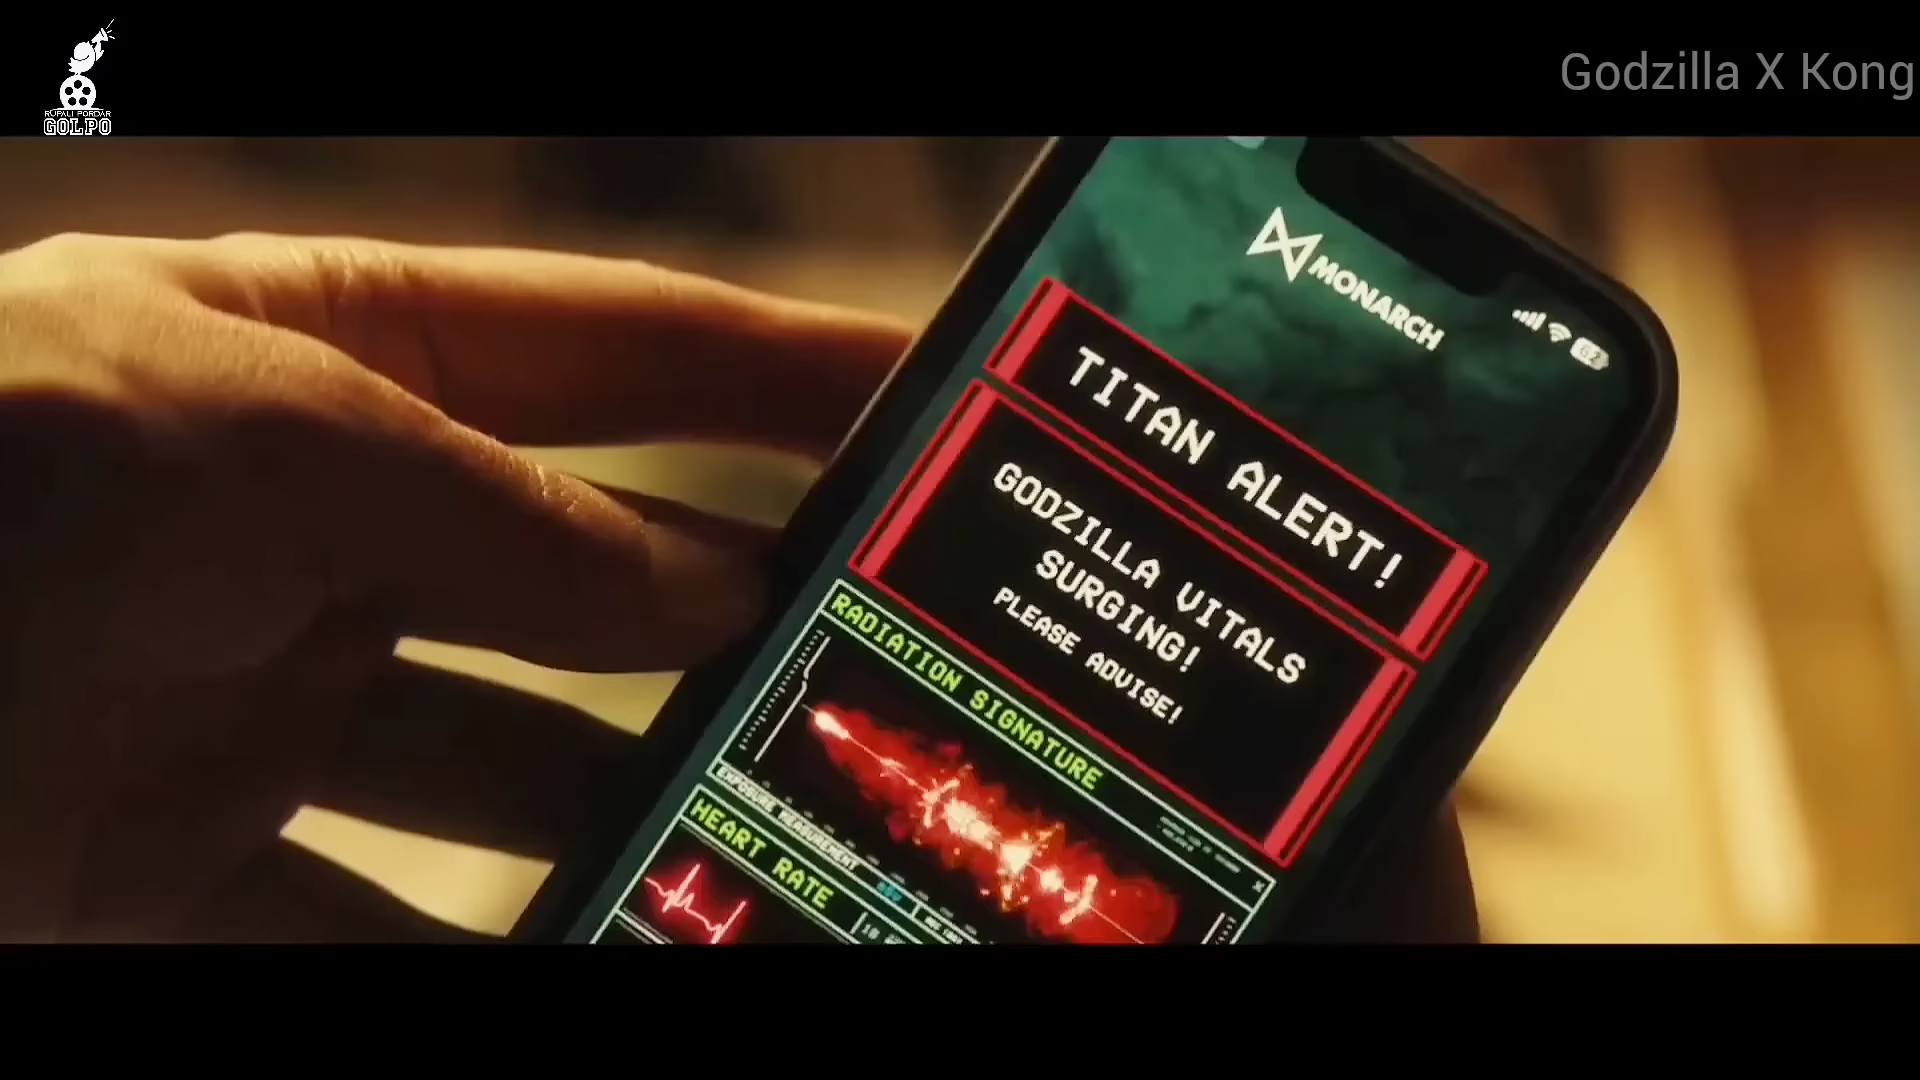 Godzilla X Kong
RUPALI PORDAR
GOLPO
MONARCH
62
TITAN ALERT!
GODZILLA VITALS
SURGING!
PLEASE ADVISE!
RADIATION SIGNATURE
EXPOSURE MEASUREMENT
HEART RATE